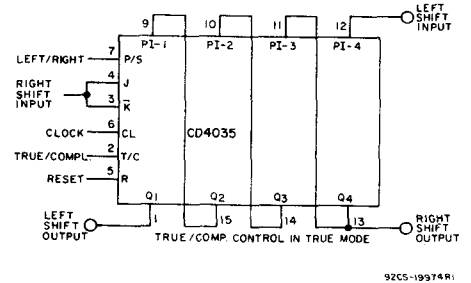 LEFT
SHIFT
INPUT
9 10 11 12
PI-1 PI-2 PI-3 PI-4
LEFT/RIGHT 7 P/S
RIGHT
SHIFT
INPUT
4 J
3 K̅
CLOCK 6 CL
CD4035
TRUE/COMPL. 2 T/C
RESET 5 R
Q1 Q2 Q3 Q4
LEFT
SHIFT
OUTPUT
1 15 14 13
RIGHT
SHIFT
OUTPUT
TRUE/COMP. CONTROL IN TRUE MODE
92CS-19974R1